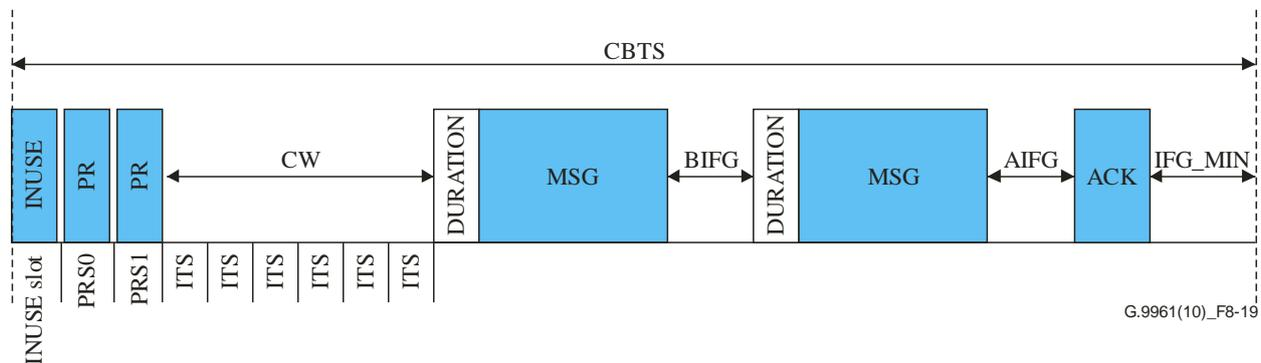 CBTS
INUSE
PR
PR
CW
DURATION
MSG
BIFG
DURATION
MSG
AIFG
ACK
IFG_MIN
INUSE slot
PRS0
PRS1
ITS
ITS
ITS
ITS
ITS
ITS
G.9961(10)_F8-19